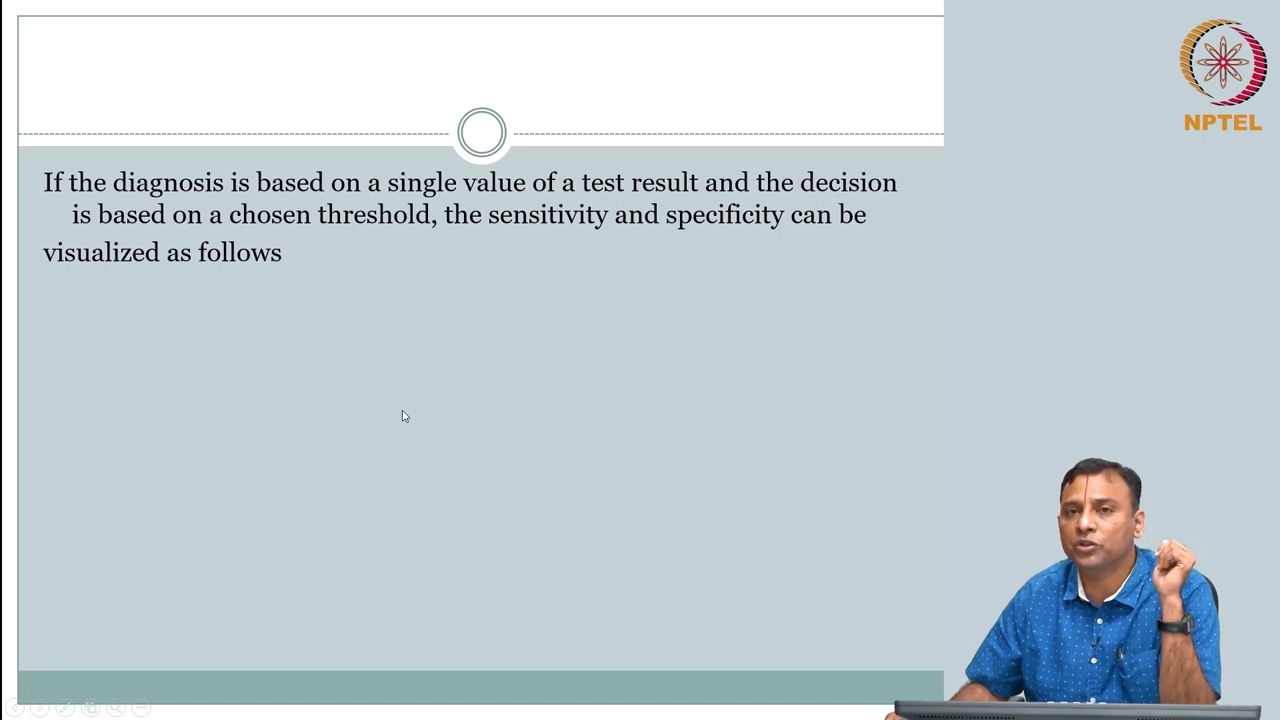 If the diagnosis is based on a single value of a test result and the decision
is based on a chosen threshold, the sensitivity and specificity can be
visualized as follows
NPTEL